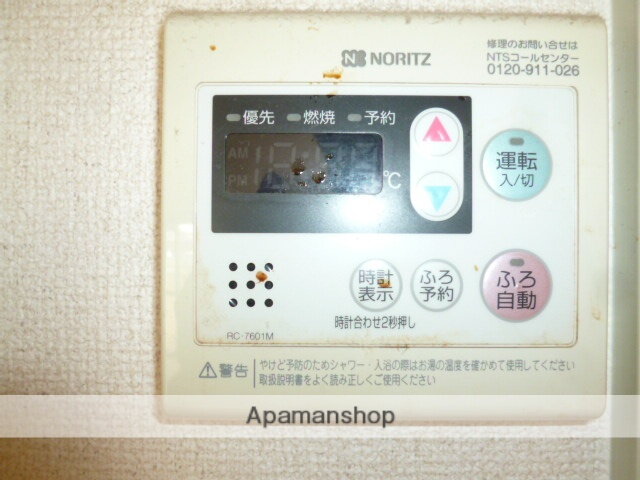 NORITZ
修理のお問い合せは
NTSコールセンター
0120-911-026
優先 燃焼 予約
AM
PM
℃
運転
入/切
時計
表示
ふろ
予約
ふろ
自動
時計合わせ2秒押し
RC-7601M
警告
やけど予防のためシャワー・入浴の際はお湯の温度を確かめて使用してください
取扱説明書をよく読み正しくご使用ください
Apamanshop